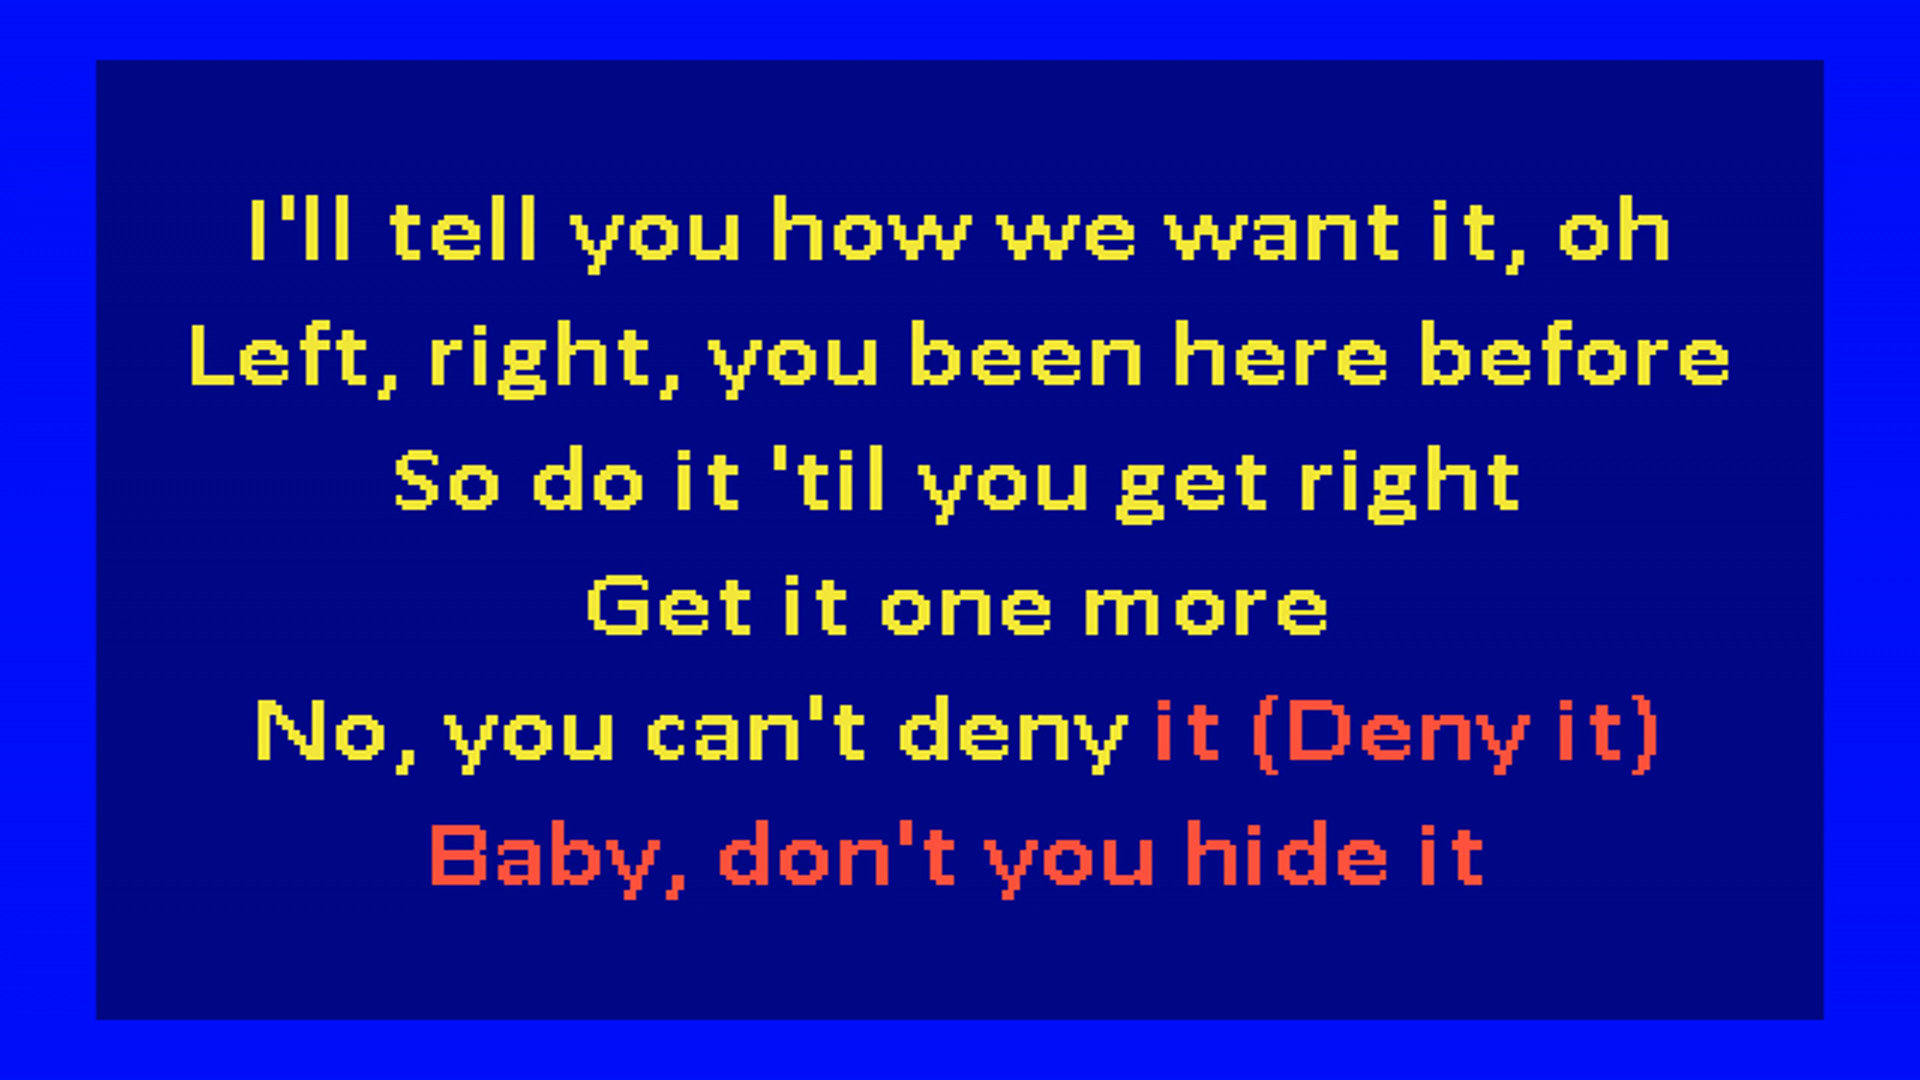 I'll tell you how we want it, oh
Left, right, you been here before
So do it 'til you get right
Get it one more
No, you can't deny it (Deny it)
Baby, don't you hide it